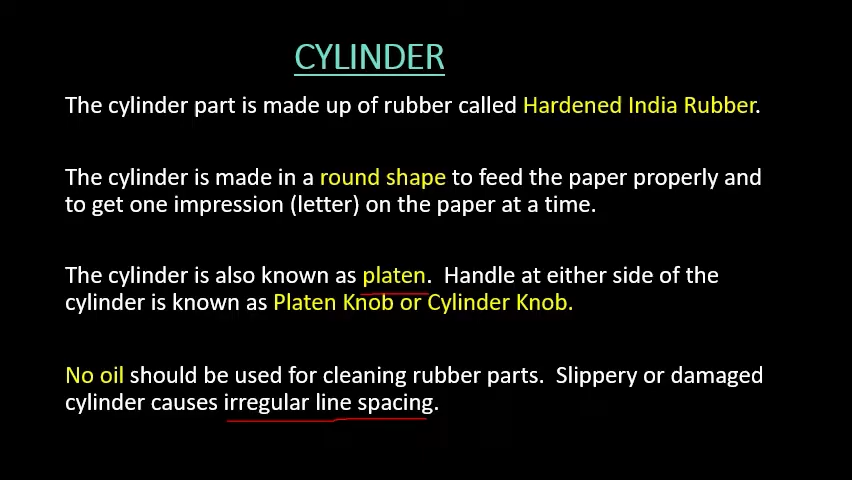 CYLINDER
The cylinder part is made up of rubber called Hardened India Rubber.
The cylinder is made in a round shape to feed the paper properly and
to get one impression (letter) on the paper at a time.
The cylinder is also known as platen.  Handle at either side of the
cylinder is known as Platen Knob or Cylinder Knob.
No oil should be used for cleaning rubber parts.  Slippery or damaged
cylinder causes irregular line spacing.